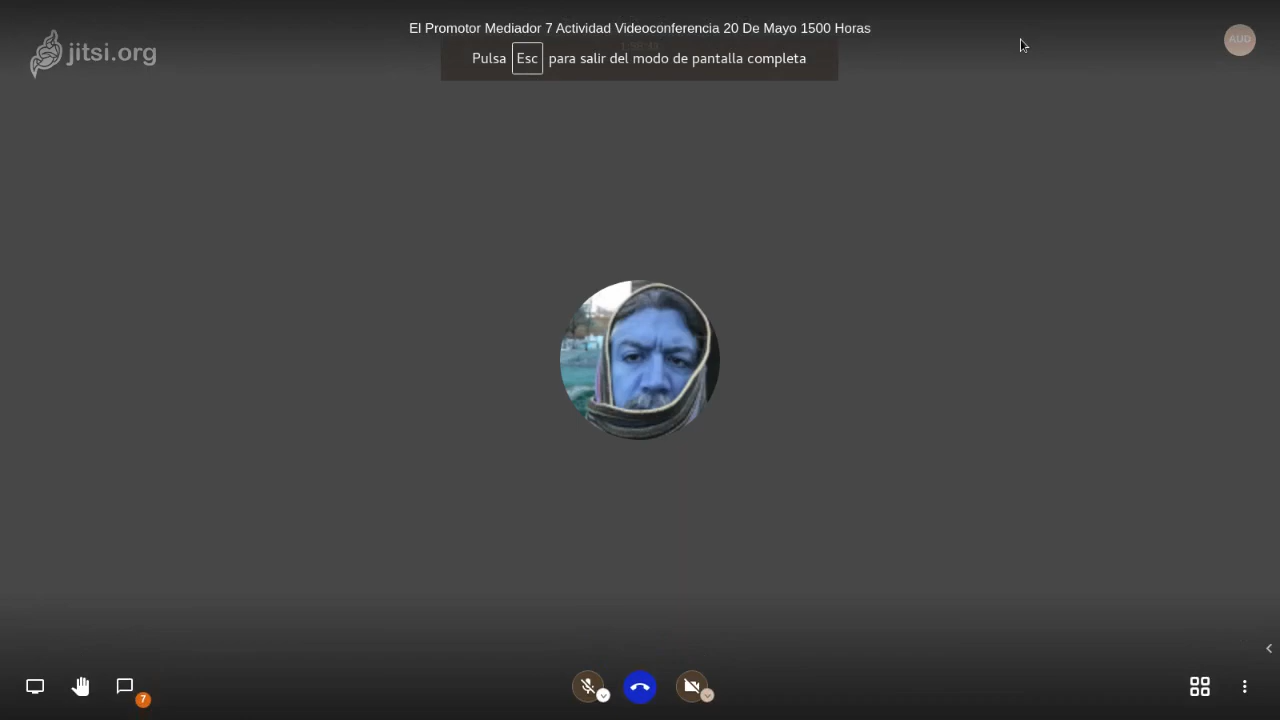 El Promotor Mediador 7 Actividad Videoconferencia 20 De Mayo 1500 Horas
jitsi.org
AUD
Pulsa Esc para salir del modo de pantalla completa
7